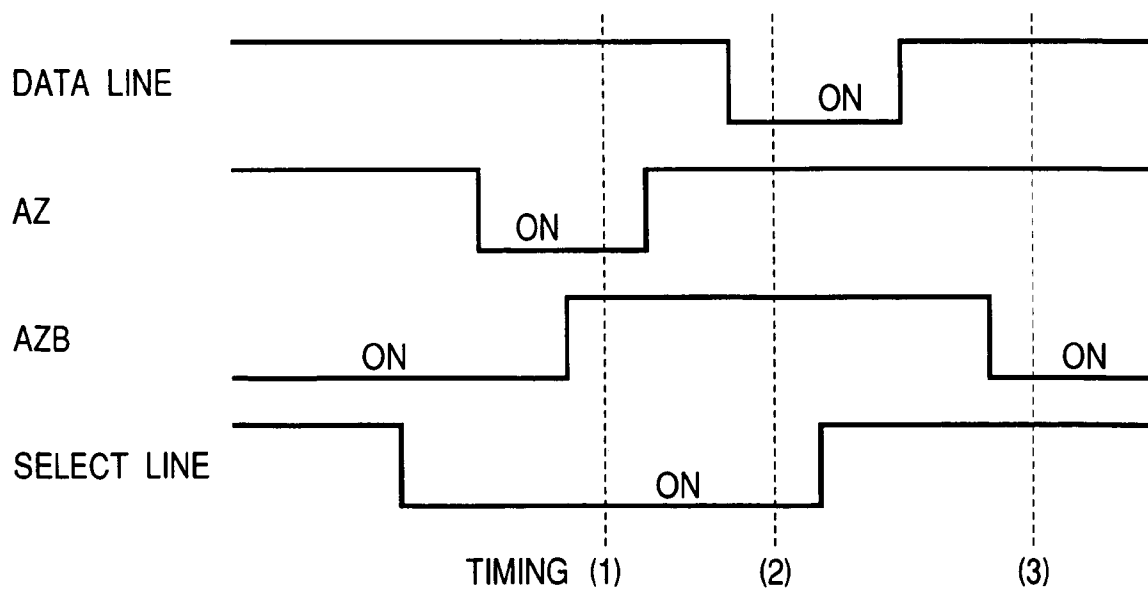 DATA LINE
ON
AZ
ON
AZB
ON
ON
SELECT LINE
ON
TIMING (1) (2) (3)